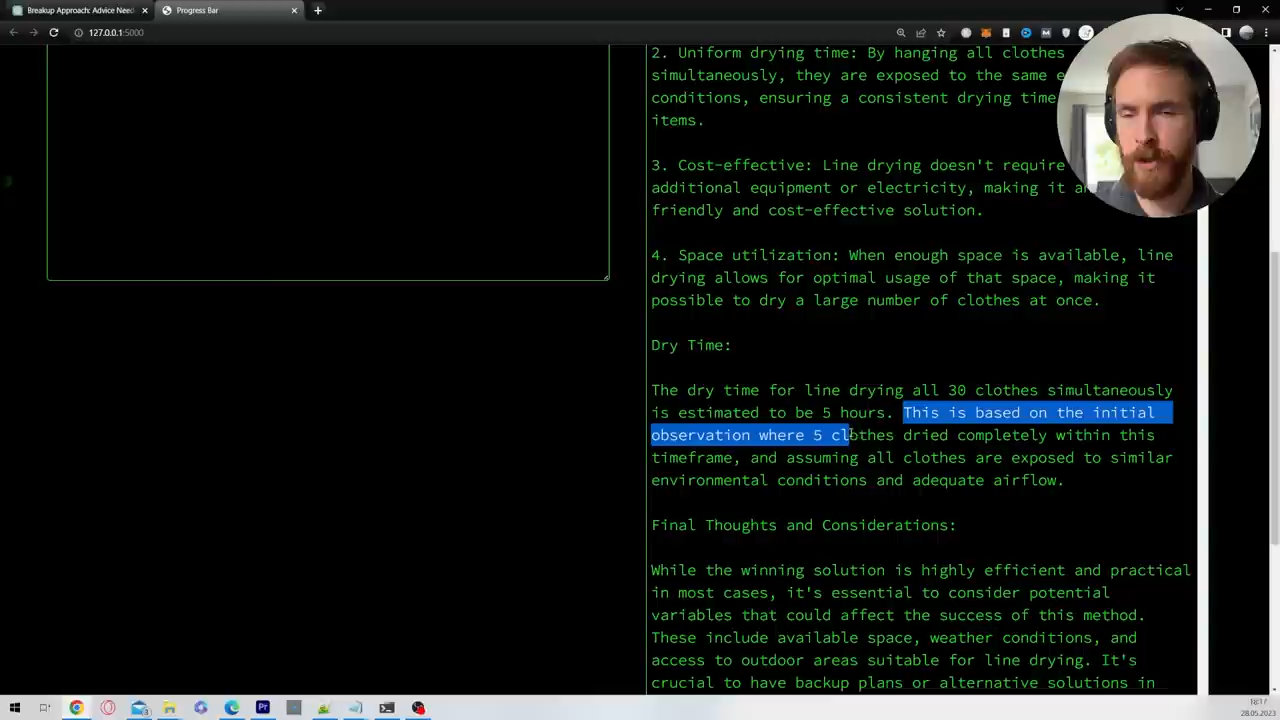 Breakup Approach: Advice Need
Progress Bar
127.0.0.1:5000
2. Uniform drying time: By hanging all clothes
simultaneously, they are exposed to the same e
conditions, ensuring a consistent drying time
items.
3. Cost-effective: Line drying doesn't require
additional equipment or electricity, making it a
friendly and cost-effective solution.
4. Space utilization: When enough space is available, line
drying allows for optimal usage of that space, making it
possible to dry a large number of clothes at once.
Dry Time:
The dry time for line drying all 30 clothes simultaneously
is estimated to be 5 hours. This is based on the initial
observation where 5 clothes dried completely within this
timeframe, and assuming all clothes are exposed to similar
environmental conditions and adequate airflow.
Final Thoughts and Considerations:
While the winning solution is highly efficient and practical
in most cases, it's essential to consider potential
variables that could affect the success of this method.
These include available space, weather conditions, and
access to outdoor areas suitable for line drying. It's
crucial to have backup plans or alternative solutions in
Pr
18:17
28.05.2023